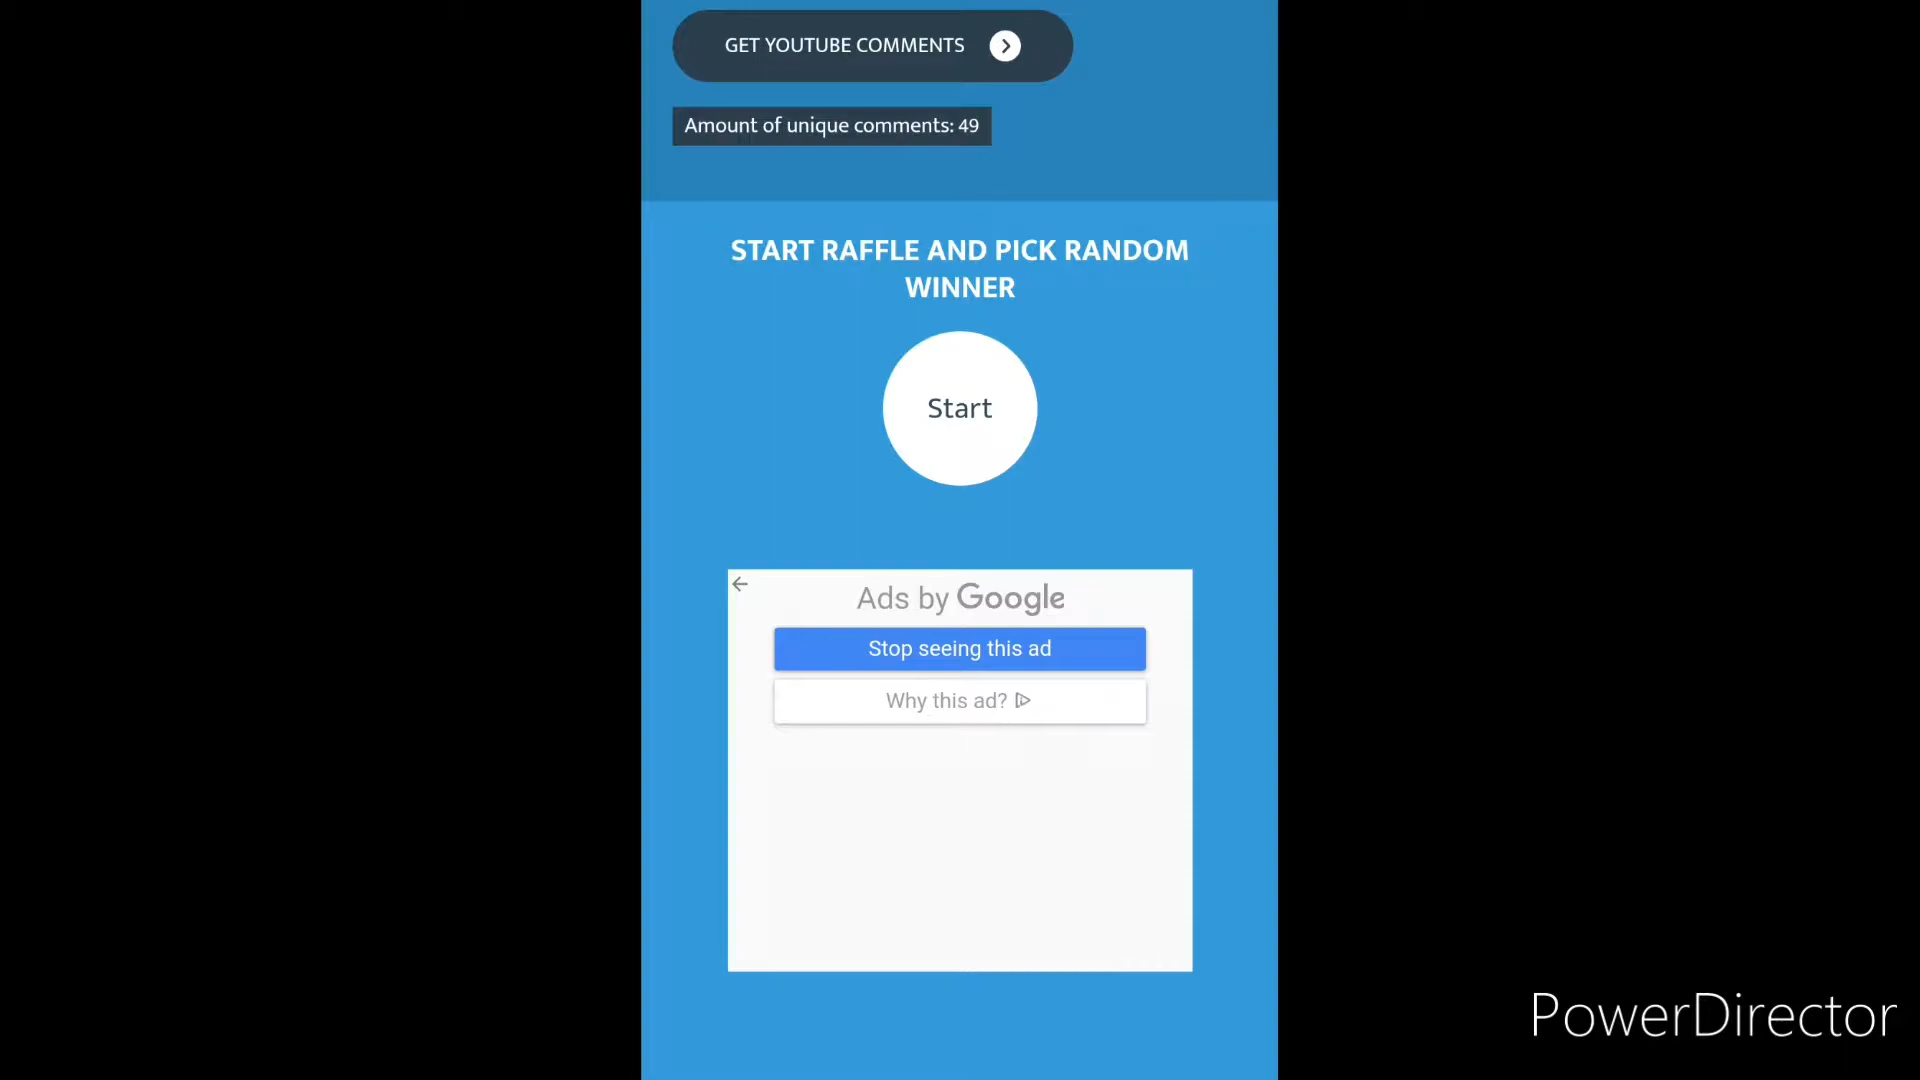 GET YOUTUBE COMMENTS
Amount of unique comments: 49
START RAFFLE AND PICK RANDOM
WINNER
Start
Ads by Google
Stop seeing this ad
Why this ad?
PowerDirector